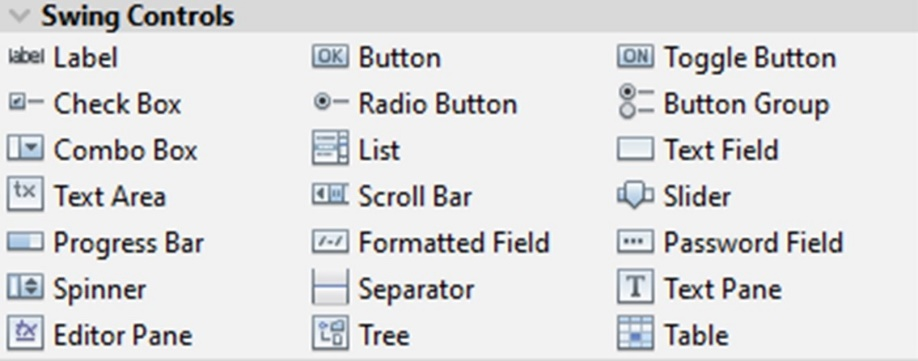 Swing Controls
label Label OK Button ON Toggle Button
Check Box Radio Button Button Group
Combo Box List Text Field
tx Text Area Scroll Bar Slider
Progress Bar Formatted Field Password Field
Spinner Separator T Text Pane
tx Editor Pane Tree Table